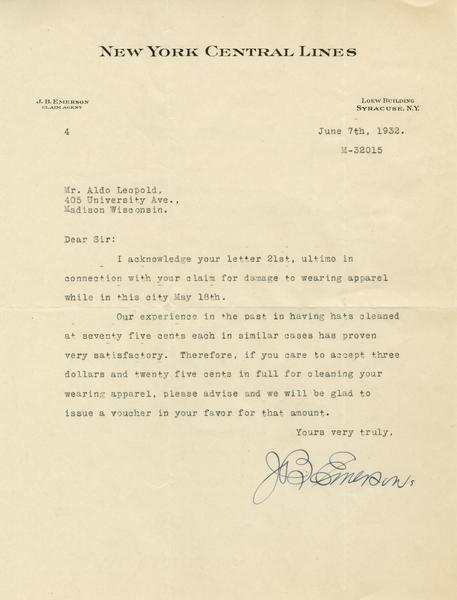 NEW YORK CENTRAL LINES
J. B. EMERSON
CLAIM AGENT
LOEW BUILDING
SYRACUSE, N.Y.
4
June 7th, 1932.
M-32015
Mr. Aldo Leopold,
405 University Ave.,
Madison Wisconsin.
Dear Sir:
I acknowledge your letter 21st, ultimo in
connection with your claim for damage to wearing apparel
while in this city May 18th.
Our experience in the past in having hats cleaned
at seventy five cents each in similar cases has proven
very satisfactory. Therefore, if you care to accept three
dollars and twenty five cents in full for cleaning your
wearing apparel, please advise and we will be glad to
issue a voucher in your favor for that amount.
Yours very truly,
J B Emerson